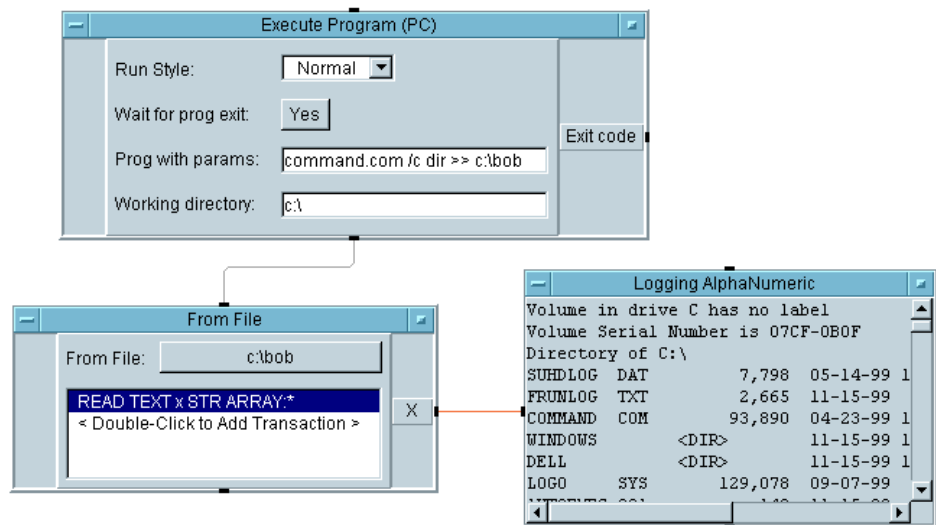 Execute Program (PC)
Run Style: Normal
Wait for prog exit: Yes
Exit code
Prog with params: command.com /c dir >> c:\bob
Working directory: c:\
From File
From File: c:\bob
READ TEXT x STR ARRAY:*
X
< Double-Click to Add Transaction >
Logging AlphaNumeric
Volume in drive C has no label
Volume Serial Number is 07CF-0B0F
Directory of C:\
SUHDLOG DAT 7,798 05-14-99 1
FRUNLOG TXT 2,665 11-15-99
COMMAND COM 93,890 04-23-99 1
WINDOWS <DIR> 11-15-99 1
DELL <DIR> 11-15-99 1
LOGO SYS 129,078 09-07-99